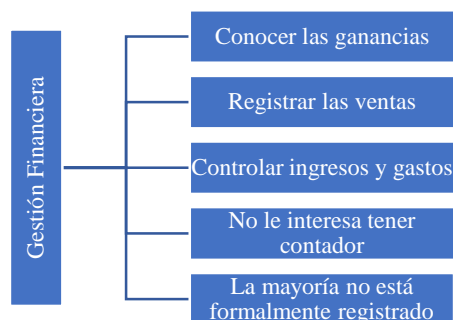 Gestión Financiera
Conocer las ganancias
Registrar las ventas
Controlar ingresos y gastos
No le interesa tener
contador
La mayoría no está
formalmente registrado